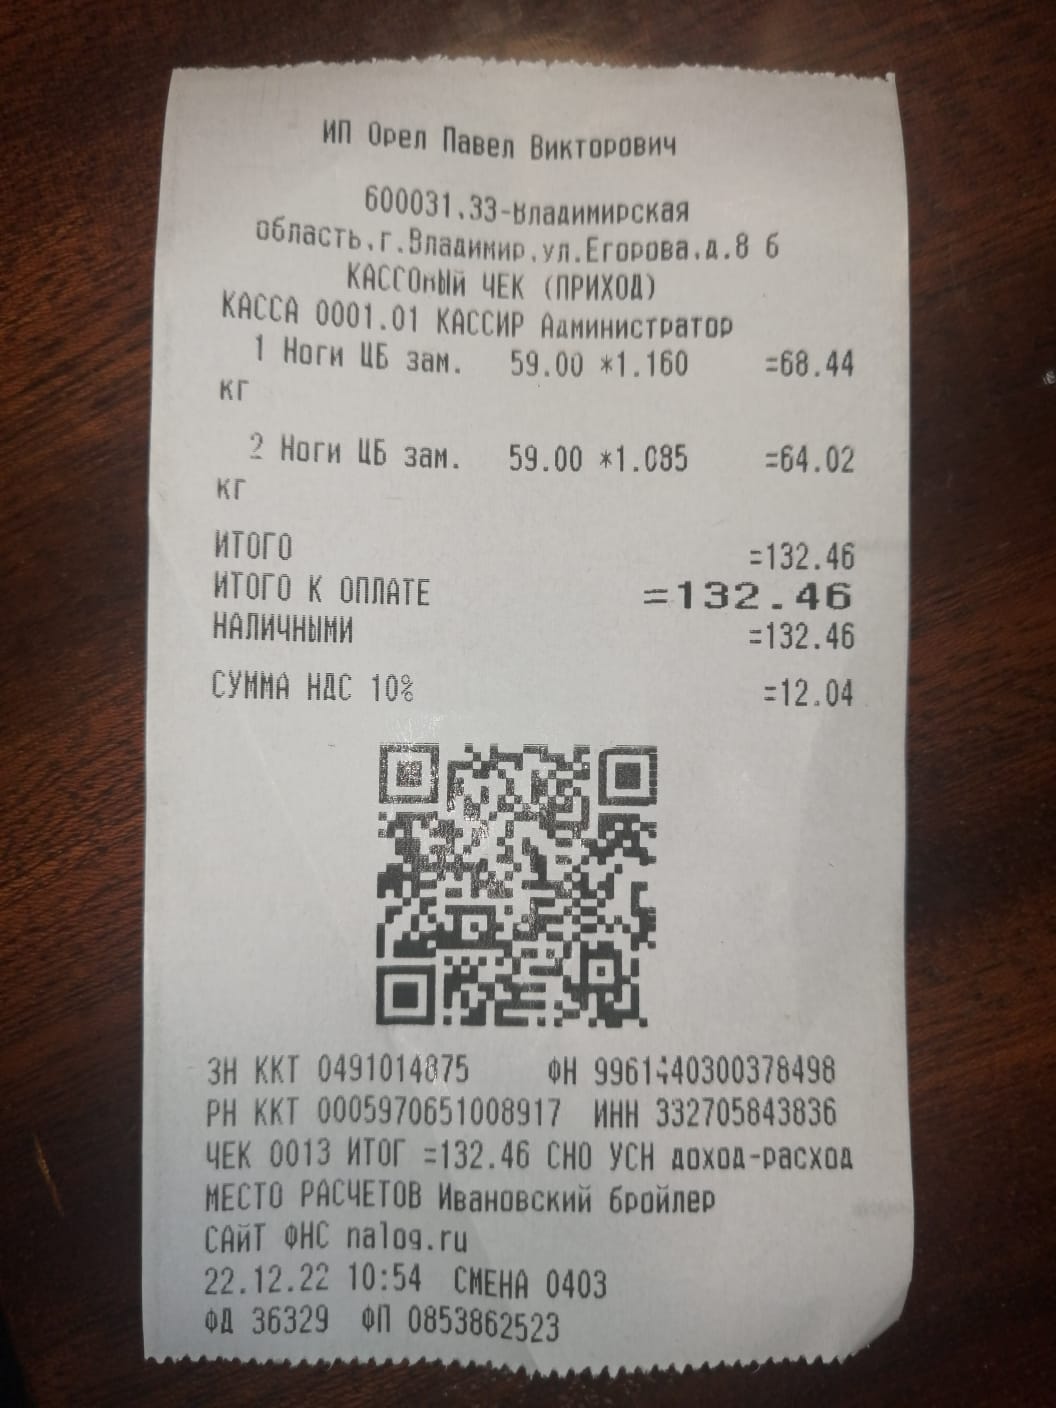 ИП Орел Павел Викторович
600031.33-Владимирская
область.г.Владимир.ул.Егорова.д.8 б
КАССОВЫЙ ЧЕК (ПРИХОД)
КАССА 0001.01 КАССИР Администратор
1 Ноги ЦБ зам. 59.00 *1.160 =68.44
кг
2 Ноги ЦБ зам. 59.00 *1.085 =64.02
кг
ИТОГО =132.46
ИТОГО К ОПЛАТЕ =132.46
НАЛИЧНЫМИ =132.46
СУММА НДС 10% =12.04
ЗН ККТ 0491014875 ФН 9961440300378498
РН ККТ 0005970651008917 ИНН 332705843836
ЧЕК 0013 ИТОГ =132.46 СНО УСН доход-расход
МЕСТО РАСЧЕТОВ Ивановский бройлер
САЙТ ФНС nalog.ru
22.12.22 10:54 СМЕНА 0403
ФД 36329 ФП 0853862523